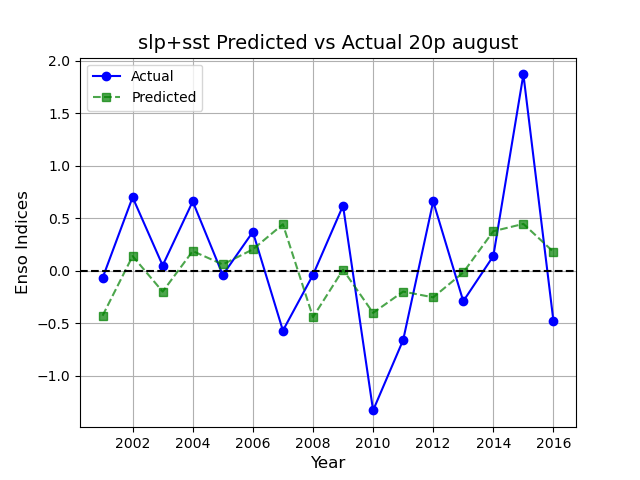 slp+sst Predicted vs Actual 20p august
Actual
Predicted
Enso Indices
2.0
1.5
1.0
0.5
0.0
−0.5
−1.0
2002 2004 2006 2008 2010 2012 2014 2016
Year